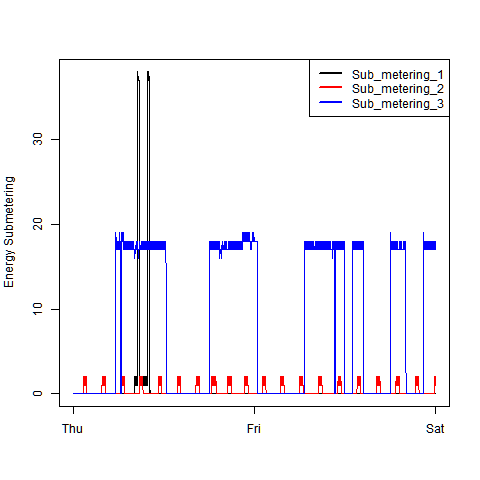 Sub_metering_1
Sub_metering_2
Sub_metering_3
Energy Submetering
30
20
10
0
Thu Fri Sat